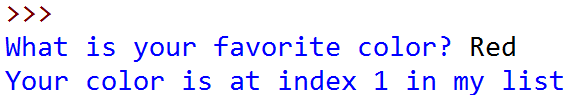 >>>
What is your favorite color? Red
Your color is at index 1 in my list